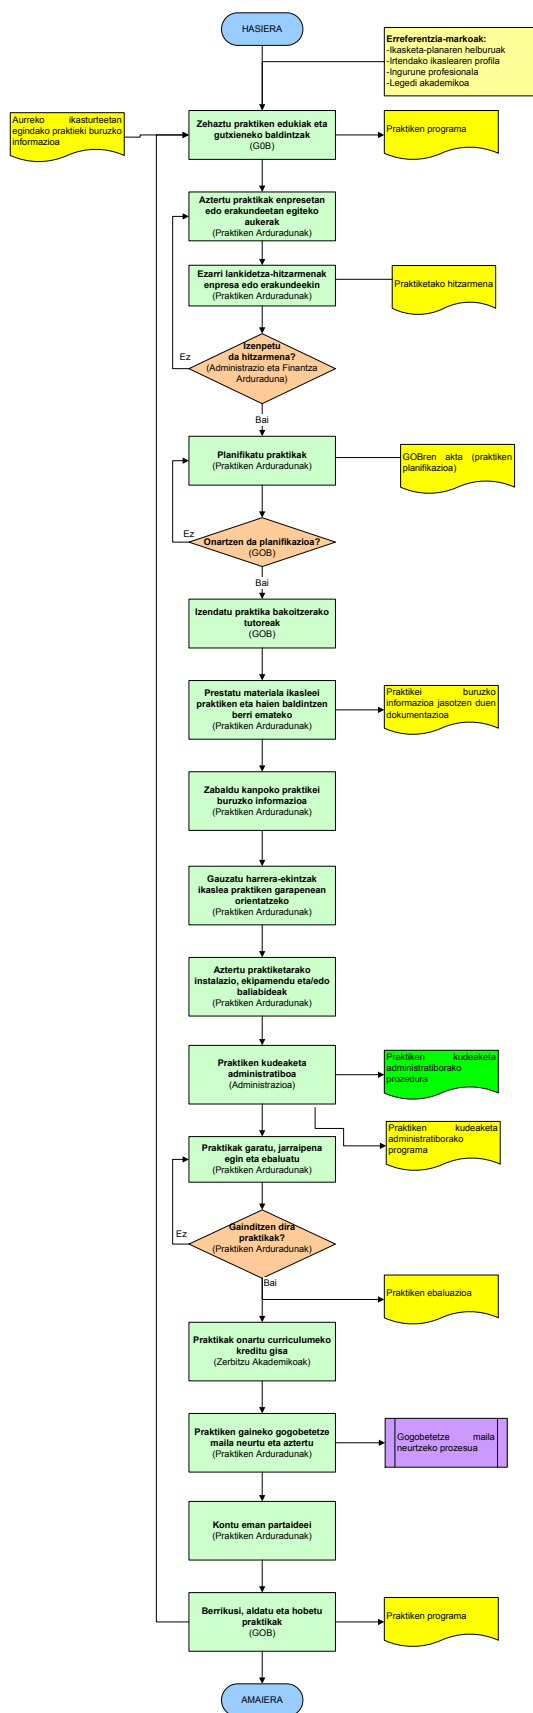 HASIERA
Erreferentzia-markoak:
-Ikasketa-planaren helburuak
-Irtendako ikaslearen profila
-Ingurune profesionala
-Legedi akademikoa
Aurreko ikasturteetan
egindako praktieki buruzko
informazioa
Zehaztu praktiken edukiak eta
gutxieneko baldintzak
(G0B)
Praktiken programa
Aztertu praktikak enpresetan
edo erakundeetan egiteko
aukerak
(Praktiken Arduradunak)
Ezarri lankidetza-hitzarmenak
enpresa edo erakundeekin
(Praktiken Arduradunak)
Praktiketako hitzarmena
Ez
Izenpetu
da hitzarmena?
(Administrazio eta Finantza
Arduraduna)
Bai
Planifikatu praktikak
(Praktiken Arduradunak)
GOBren akta (praktiken
planifikazioa)
Ez
Onartzen da planifikazioa?
(GOB)
Bai
Izendatu praktika bakoitzerako
tutoreak
(GOB)
Prestatu materiala ikasleei
praktiken eta haien baldintzen
berri emateko
(Praktiken Arduradunak)
Praktikei buruzko
informazioa jasotzen duen
dokumentazioa
Zabaldu kanpoko praktikei
buruzko informazioa
(Praktiken Arduradunak)
Gauzatu harrera-ekintzak
ikaslea praktiken garapenean
orientatzeko
(Praktiken Arduradunak)
Aztertu praktiketarako
instalazio, ekipamendu eta/edo
baliabideak
(Praktiken Arduradunak)
Praktiken kudeaketa
administratiboa
(Administrazioa)
Praktiken kudeaketa
administratiborako
prozedura
Praktiken kudeaketa
administratiborako
programa
Praktikak garatu, jarraipena
egin eta ebaluatu
(Praktiken Arduradunak)
Ez
Gainditzen dira
praktikak?
(Praktiken Arduradunak)
Bai
Praktiken ebaluazioa
Praktikak onartu curriculumeko
kreditu gisa
(Zerbitzu Akademikoak)
Praktiken gaineko gogobetetze
maila neurtu eta aztertu
(Praktiken Arduradunak)
Gogobetetze maila
neurtzeko prozesua
Kontu eman partaideei
(Praktiken Arduradunak)
Berrikusi, aldatu eta hobetu
praktikak
(GOB)
Praktiken programa
AMAIERA